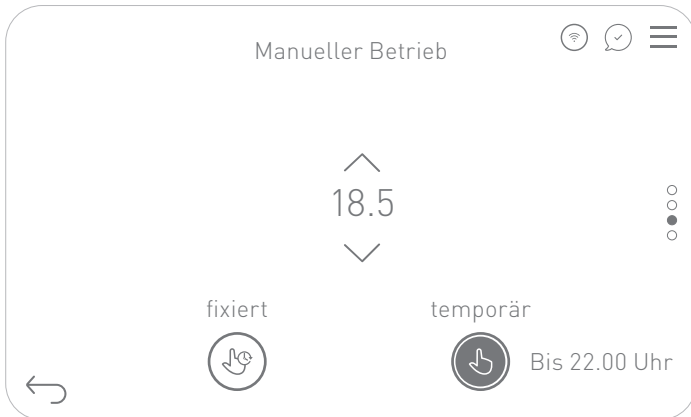 Manueller Betrieb
18.5
fixiert
temporär
Bis 22.00 Uhr